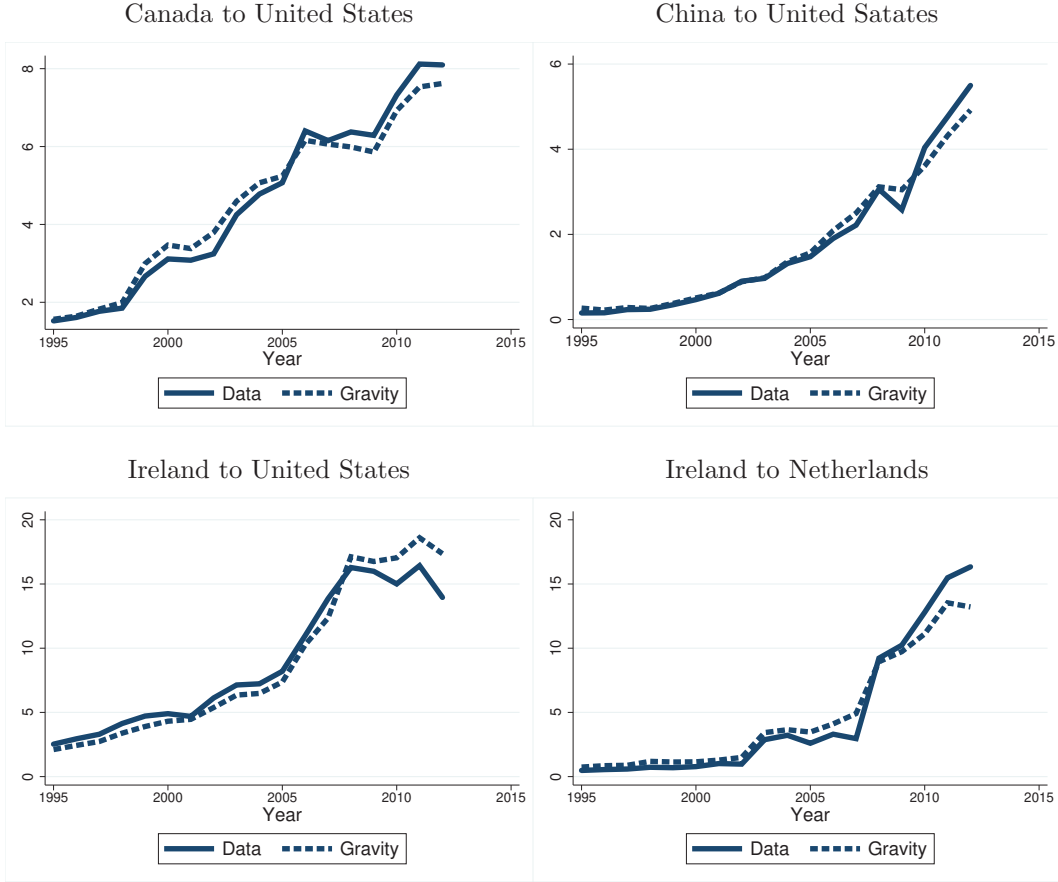 Canada to United States
8
6
4
2
1995 2000 2005 2010 2015
Year
Data Gravity
China to United Satates
6
4
2
0
1995 2000 2005 2010 2015
Year
Data Gravity
Ireland to United States
20
15
10
5
0
1995 2000 2005 2010 2015
Year
Data Gravity
Ireland to Netherlands
20
15
10
5
0
1995 2000 2005 2010 2015
Year
Data Gravity